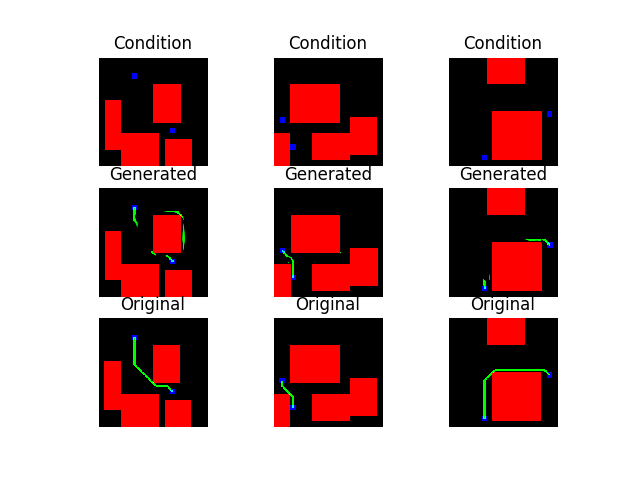 Condition Condition Condition
Generated Generated Generated
Original Original Original